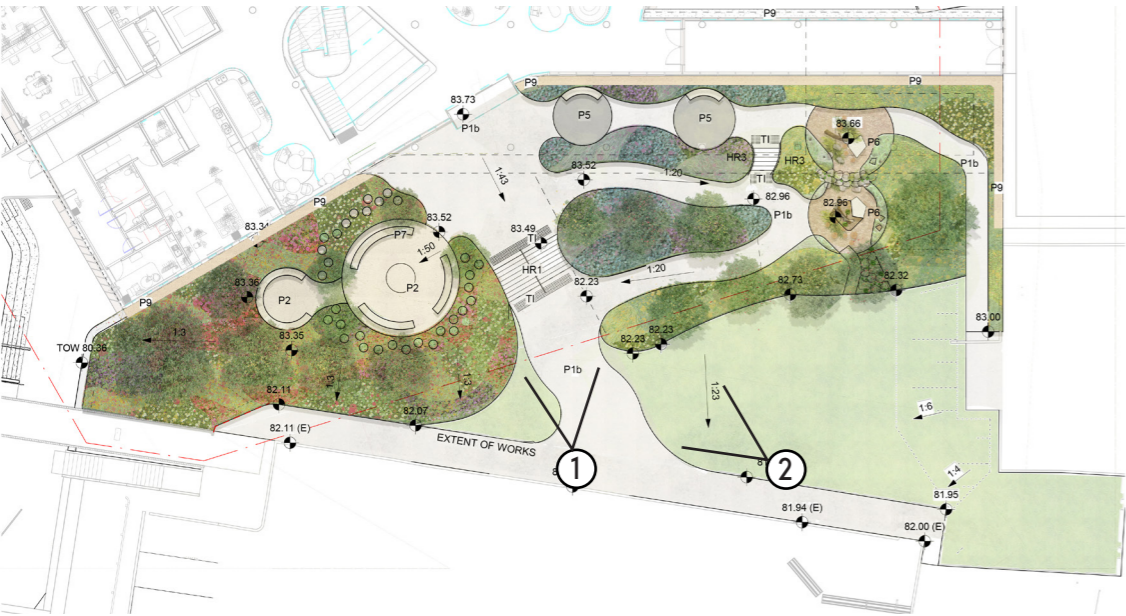 P9
P9
P9
83.73
P1b
P5
P5
83.66
P6
TI
HR3
HR3
TI
83.52
1:20
1:43
P1b
P9
82.96
P1b
82.96
P6
P9
83.34
83.52
P7
1:50
83.49
TI
HR1
TI
1:20
82.23
82.73
82.32
83.36
P2
P2
P9
83.00
1:3
83.35
TOW 80.36
82.23
82.23
P1b
1:3
1:3
1:23
1:6
82.11
82.07
82.11 (E)
EXTENT OF WORKS
1
2
1:4
81.95
81.94 (E)
82.00 (E)